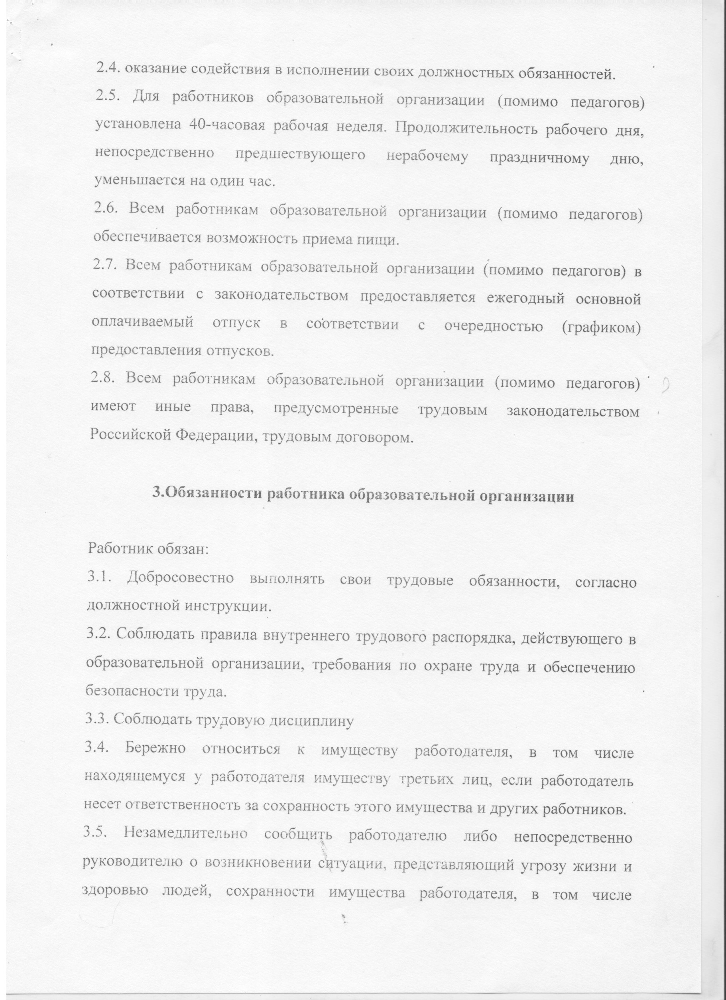 2.4. оказание содействия в исполнении своих должностных обязанностей.
2.5. Для работников образовательной организации (помимо педагогов)
установлена 40-часовая рабочая неделя. Продолжительность рабочего дня,
непосредственно предшествующего нерабочему праздничному дню,
уменьшается на один час.
2.6. Всем работникам образовательной организации (помимо педагогов)
обеспечивается возможность приема пищи.
2.7. Всем работникам образовательной организации (помимо педагогов) в
соответствии с законодательством предоставляется ежегодный основной
оплачиваемый отпуск в соответствии с очередностью (графиком)
предоставления отпусков.
2.8. Всем работникам образовательной организации (помимо педагогов)
имеют иные права, предусмотренные трудовым законодательством
Российской Федерации, трудовым договором.
3.Обязанности работника образовательной организации
Работник обязан:
3.1. Добросовестно выполнять свои трудовые обязанности, согласно
должностной инструкции.
3.2. Соблюдать правила внутреннего трудового распорядка, действующего в
образовательной организации, требования по охране труда и обеспечению
безопасности труда.
3.3. Соблюдать трудовую дисциплину
3.4. Бережно относиться к имуществу работодателя, в том числе
находящемуся у работодателя имуществу третьих лиц, если работодатель
несет ответственность за сохранность этого имущества и других работников.
3.5. Незамедлительно сообщить работодателю либо непосредственно
руководителю о возникновении ситуации, представляющий угрозу жизни и
здоровью людей, сохранности имущества работодателя, в том числе